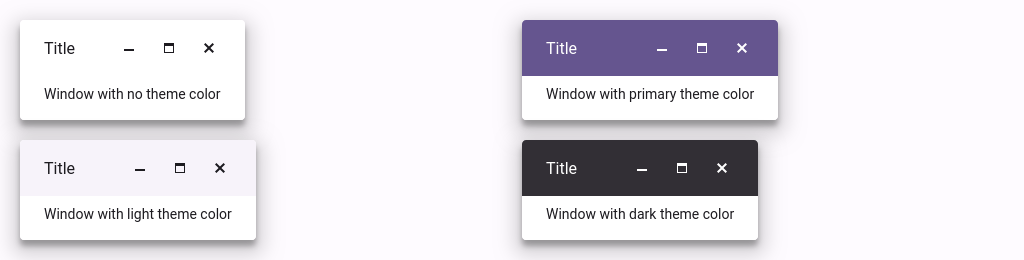 Title
Window with no theme color
Title
Window with primary theme color
Title
Window with light theme color
Title
Window with dark theme color